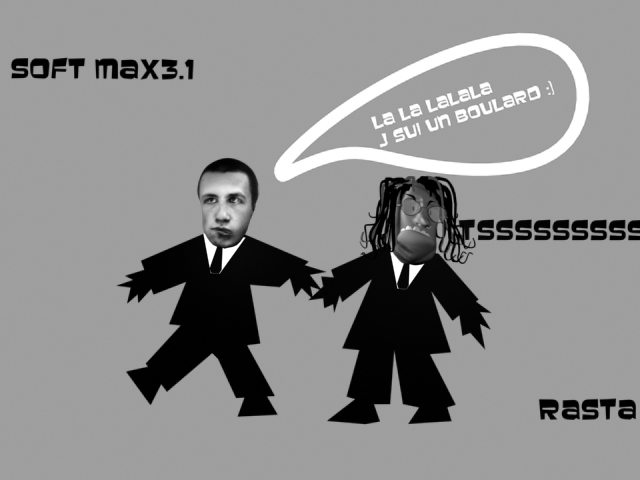 SOFT MAX3.1
LA LA LALALA
J SUI UN BOULARD :]
TSSSSSSSSS
RASTA